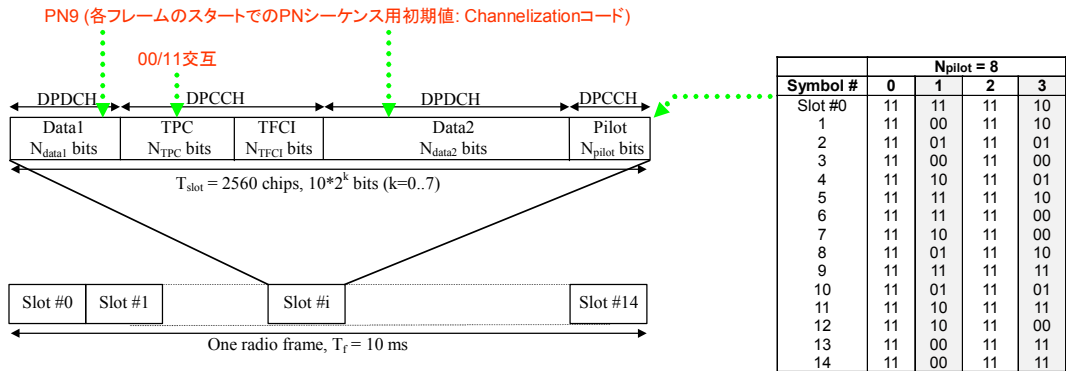 PN9 (各フレームのスタートでのPNシーケンス用初期値: Channelizationコード)
00/11交互
DPDCH DPCCH DPDCH DPCCH
Data1 TPC TFCI Data2 Pilot
Ndata1 bits NTPC bits NTFCI bits Ndata2 bits Npilot bits
Tslot = 2560 chips, 10*2^k bits (k=0..7)
Slot #0 Slot #1 Slot #i Slot #14
One radio frame, Tf = 10 ms
Npilot = 8
Symbol # 0 1 2 3
Slot #0 11 11 11 10
1 11 00 11 10
2 11 01 11 01
3 11 00 11 00
4 11 10 11 01
5 11 11 11 10
6 11 11 11 00
7 11 10 11 00
8 11 01 11 10
9 11 11 11 11
10 11 01 11 01
11 11 10 11 11
12 11 10 11 00
13 11 00 11 11
14 11 00 11 11